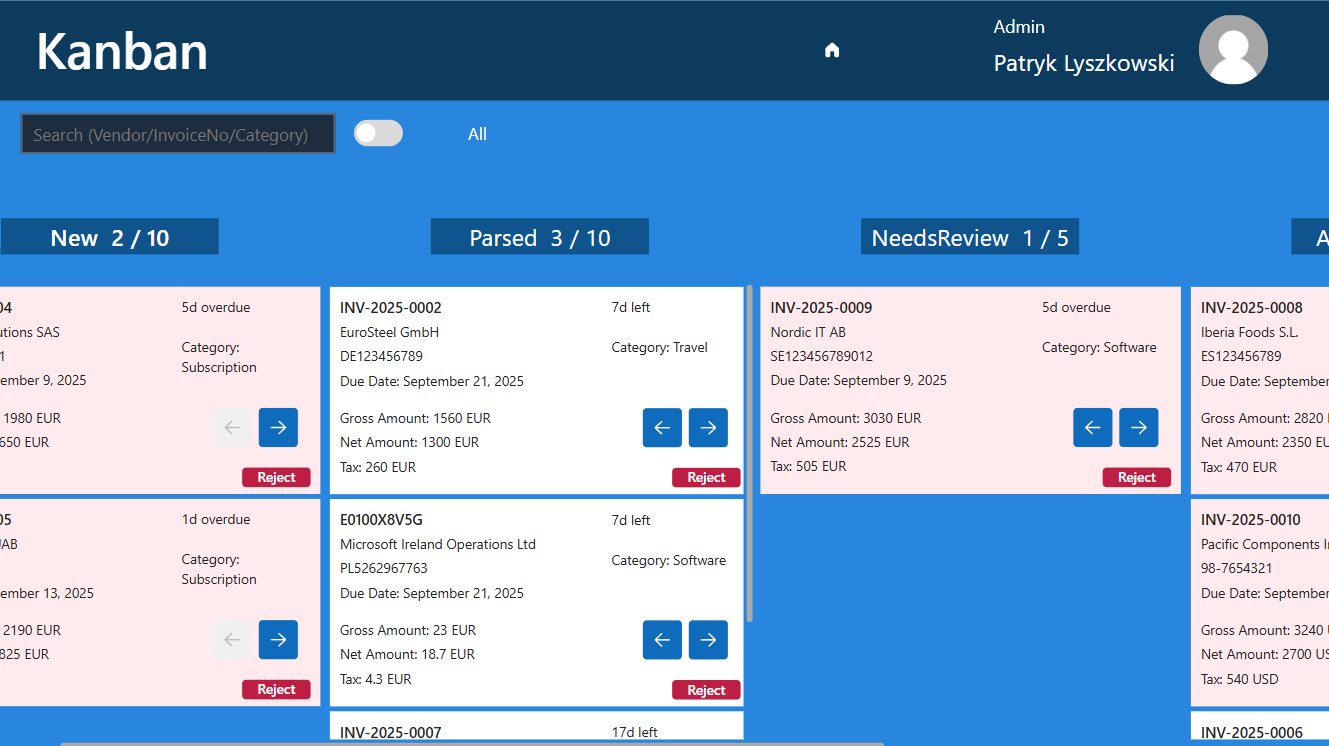 Kanban
Admin
Patryk Lyszkowski
Search (Vendor/InvoiceNo/Category)
All
New 2 / 10
04
5d overdue
utions SAS
1
Category:
Subscription
ember 9, 2025
1980 EUR
650 EUR
Reject
05
1d overdue
UAB
Category:
Subscription
ember 13, 2025
2190 EUR
825 EUR
Reject
Parsed 3 / 10
INV-2025-0002
7d left
EuroSteel GmbH
DE123456789
Category: Travel
Due Date: September 21, 2025
Gross Amount: 1560 EUR
Net Amount: 1300 EUR
Tax: 260 EUR
Reject
E0100X8V5G
7d left
Microsoft Ireland Operations Ltd
PL5262967763
Category: Software
Due Date: September 21, 2025
Gross Amount: 23 EUR
Net Amount: 18.7 EUR
Tax: 4.3 EUR
Reject
INV-2025-0007
17d left
NeedsReview 1 / 5
INV-2025-0009
5d overdue
Nordic IT AB
SE123456789012
Category: Software
Due Date: September 9, 2025
Gross Amount: 3030 EUR
Net Amount: 2525 EUR
Tax: 505 EUR
Reject
A
INV-2025-0008
Iberia Foods S.L.
ES123456789
Due Date: September
Gross Amount: 2820
Net Amount: 2350 EU
Tax: 470 EUR
INV-2025-0010
Pacific Components I
98-7654321
Due Date: September
Gross Amount: 3240
Net Amount: 2700 US
Tax: 540 USD
INV-2025-0006